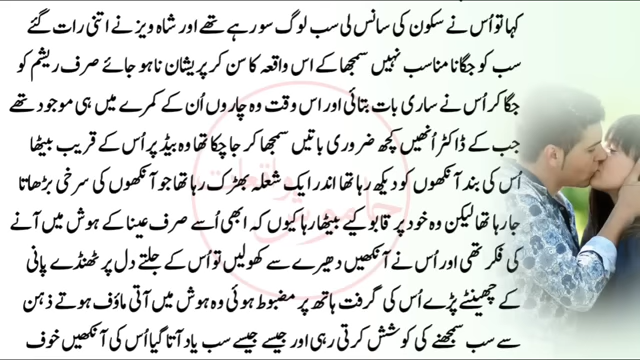 کہا تو اُس نے سکون کی سانس لی سب لوگ سو رہے تھے اور شاہ ویز نے اتنی رات گئے
سب کو جگانا مناسب نہیں سمجھا کے اس واقعہ کا سن کر پریشان نا ہو جائے صرف ریشم کو
جگا کر اُس نے ساری بات بتائی اور اس وقت وہ چاروں اُن کے کمرے میں ہی موجود تھے
جب کے ڈاکٹر اُنھیں کچھ ضروری باتیں سمجھا کر جا چکا تھا وہ بیڈ پر اُس کے قریب بیٹھا
اُس کی بند آنکھوں کو دیکھ رہا تھا اندر ایک شعلہ بھڑک رہا تھا جو آنکھوں کی سرخی بڑھاتا
جا رہا تھا لیکن وہ خود پر قابو کیے بیٹھا رہا کیوں کہ ابھی اُسے صرف عینا کے ہوش میں آنے
کی فکر تھی اور اُس نے آنکھیں دھیرے سے کھولیں تو اُس کے جلتے دل پر ٹھنڈے پانی
کے چھینٹے پڑے اُس کی گرفت ہاتھ پر مضبوط ہوئی وہ ہوش میں آتی ماؤف ہوتے ذہن
سے سب سمجھنے کی کوشش کرتی رہی اور جیسے جیسے سب یاد آتا گیا اُس کی آنکھیں خوف